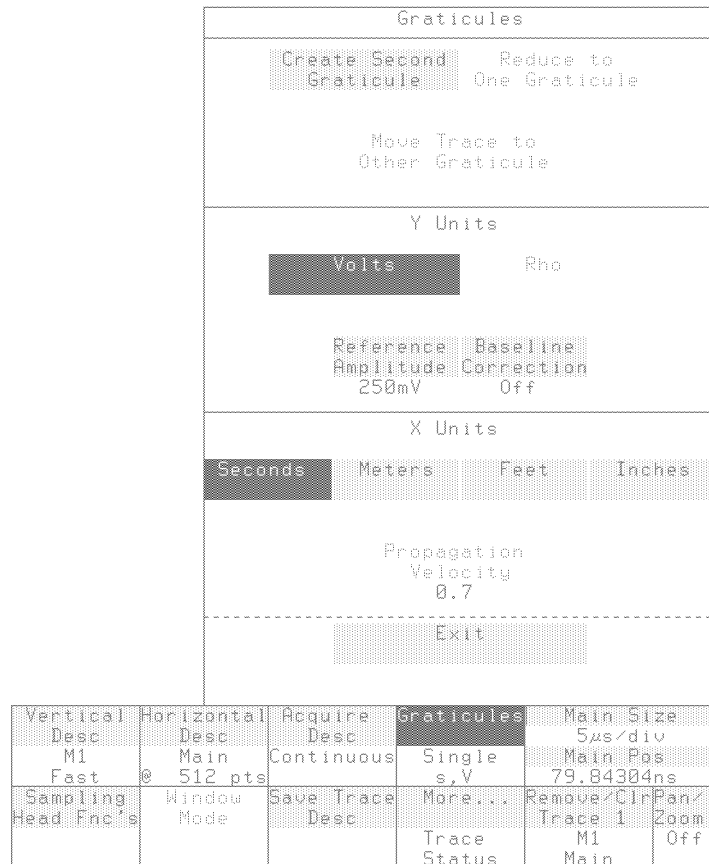 Graticules
Create Second Reduce to
Graticule One Graticule
Move Trace to
Other Graticule
Y Units
Volts Rho
Reference Baseline
Amplitude Correction
250mV Off
X Units
Seconds Meters Feet Inches
Propagation
Velocity
0.7
Exit
Vertical Horizontal Acquire Graticules Main Size
Desc Desc Desc 5µs/div
M1 Main Continuous Single Main Pos
Fast @ 512 pts s,V 79.84304ns
Sampling Window Save Trace More... Remove/Clr Pan/
Head Fnc's Mode Desc Trace 1 Zoom
Trace M1 Off
Status Main